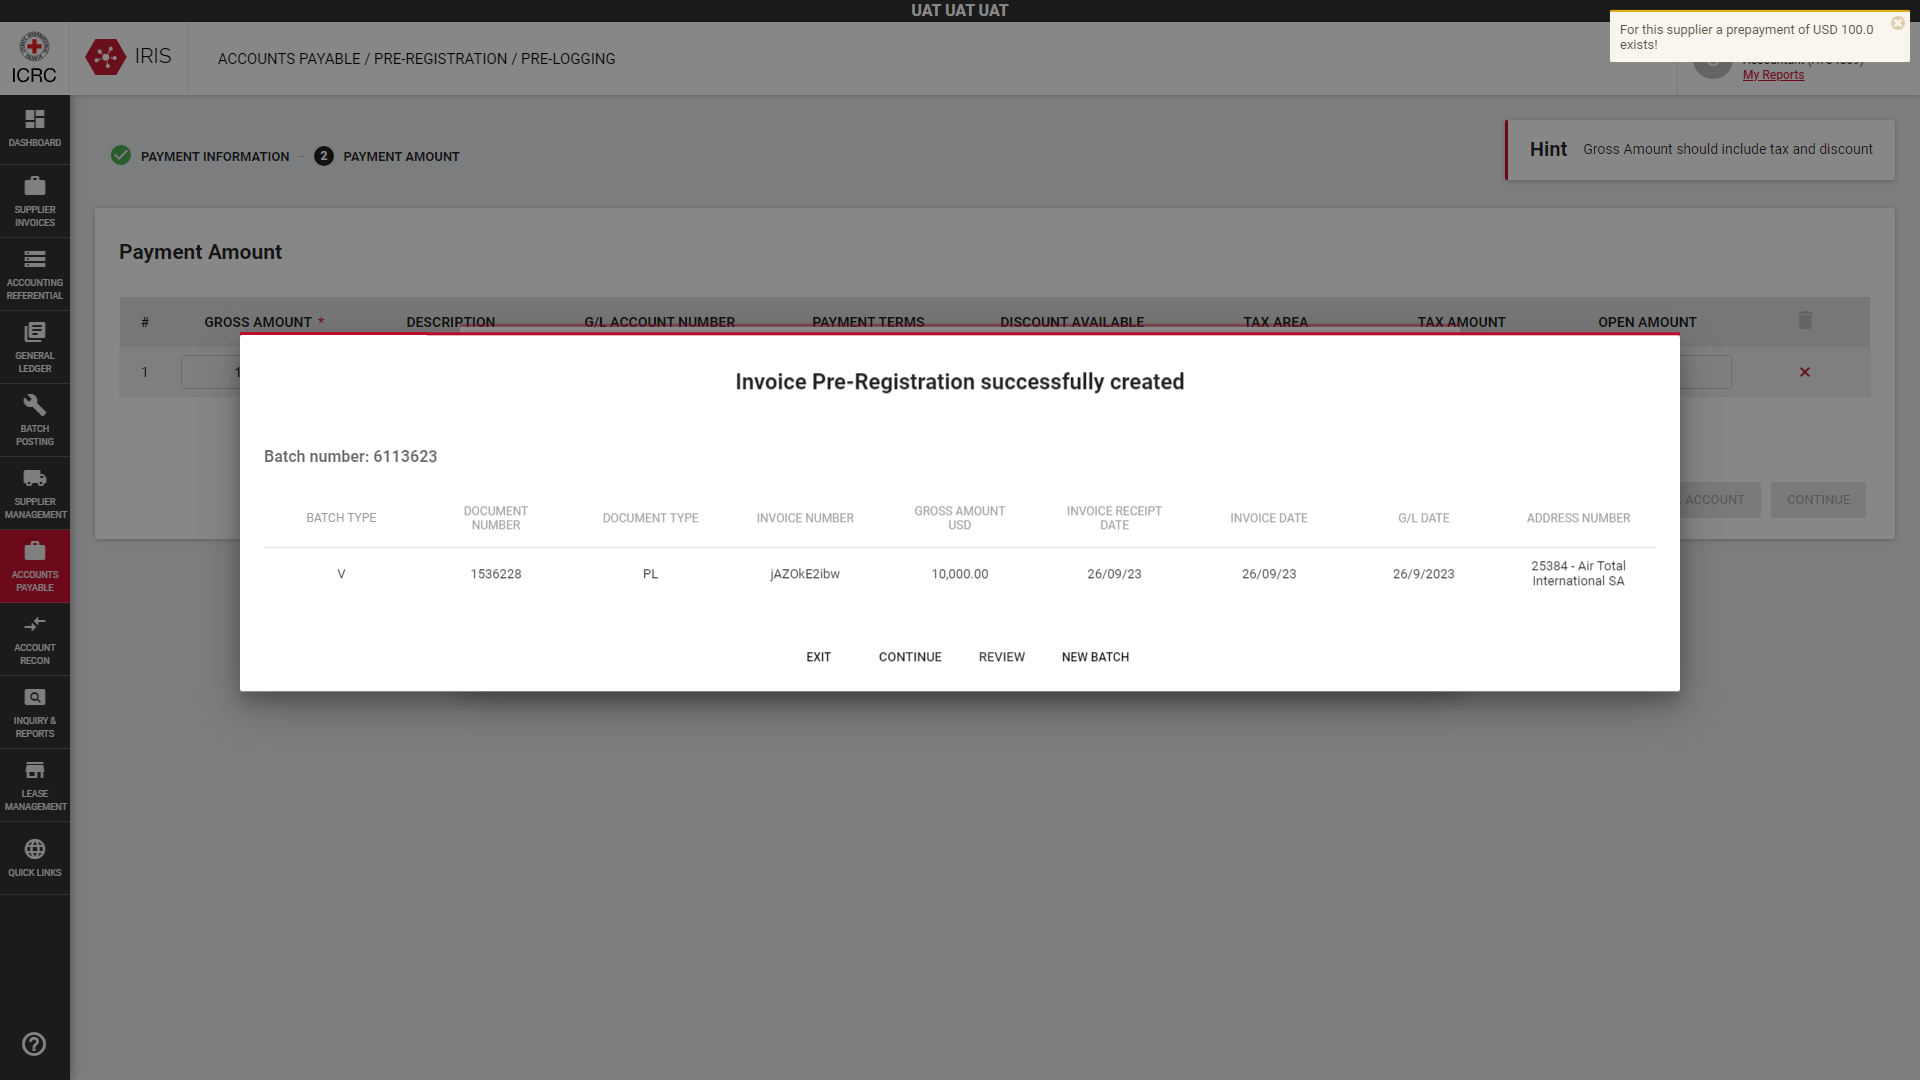 UAT UAT UAT
For this supplier a prepayment of USD 100.0
exists!
ICRC
IRIS
ACCOUNTS PAYABLE / PRE-REGISTRATION / PRE-LOGGING
My Reports
DASHBOARD
SUPPLIER
INVOICES
ACCOUNTING
REFERENTIAL
GENERAL
LEDGER
BATCH
POSTING
SUPPLIER
MANAGEMENT
ACCOUNTS
PAYABLE
ACCOUNT
RECON
INQUIRY &
REPORTS
LEASE
MANAGEMENT
QUICK LINKS
PAYMENT INFORMATION
2 PAYMENT AMOUNT
Hint Gross Amount should include tax and discount
Payment Amount
# GROSS AMOUNT * DESCRIPTION G/L ACCOUNT NUMBER PAYMENT TERMS DISCOUNT AVAILABLE TAX AREA TAX AMOUNT OPEN AMOUNT
1 1
ACCOUNT
CONTINUE
Invoice Pre-Registration successfully created
Batch number: 6113623
BATCH TYPE DOCUMENT NUMBER DOCUMENT TYPE INVOICE NUMBER GROSS AMOUNT USD INVOICE RECEIPT DATE INVOICE DATE G/L DATE ADDRESS NUMBER
V 1536228 PL jAZOkE2ibw 10,000.00 26/09/23 26/09/23 26/9/2023 25384 - Air Total International SA
EXIT CONTINUE REVIEW NEW BATCH